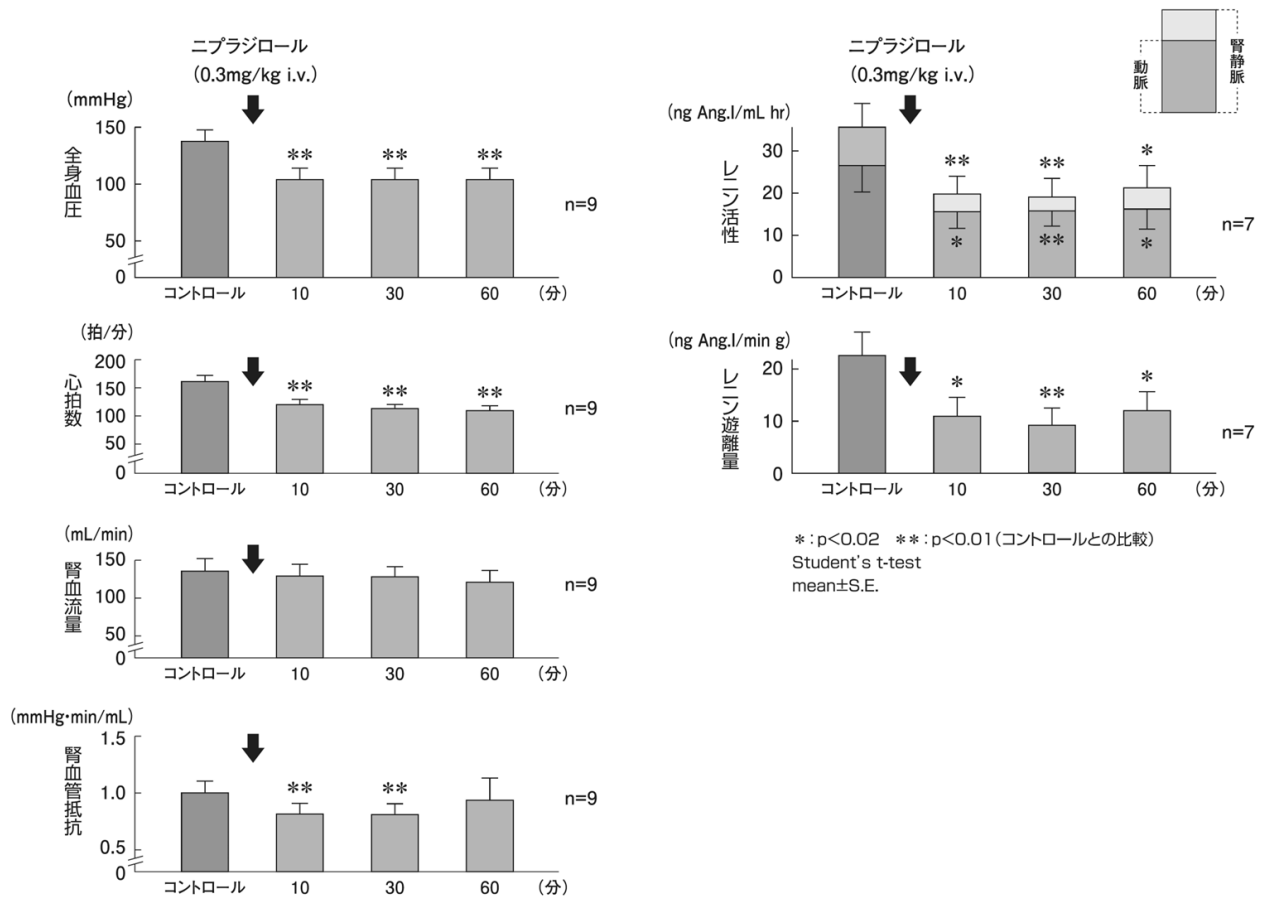 ニプラジロール
（0.3mg/kg i.v.）
（mmHg）
全身血圧
150
100
50
0
** ** **
n=9
コントロール 10 30 60 （分）
（拍/分）
心拍数
200
150
100
50
0
** ** **
n=9
コントロール 10 30 60 （分）
（mL/min）
腎血流量
150
100
50
0
n=9
コントロール 10 30 60 （分）
（mmHg•min/mL）
腎血管抵抗
1.5
1.0
0.5
0
** **
n=9
コントロール 10 30 60 （分）
ニプラジロール
（0.3mg/kg i.v.）
動脈
腎静脈
（ng Ang.I/mL hr）
レニン活性
30
20
10
0
** ** *
* ** *
n=7
コントロール 10 30 60 （分）
（ng Ang.I/min g）
レニン遊離量
20
10
0
* ** *
n=7
コントロール 10 30 60 （分）
*：p<0.02 **：p<0.01（コントロールとの比較）
Student's t-test
mean±S.E.